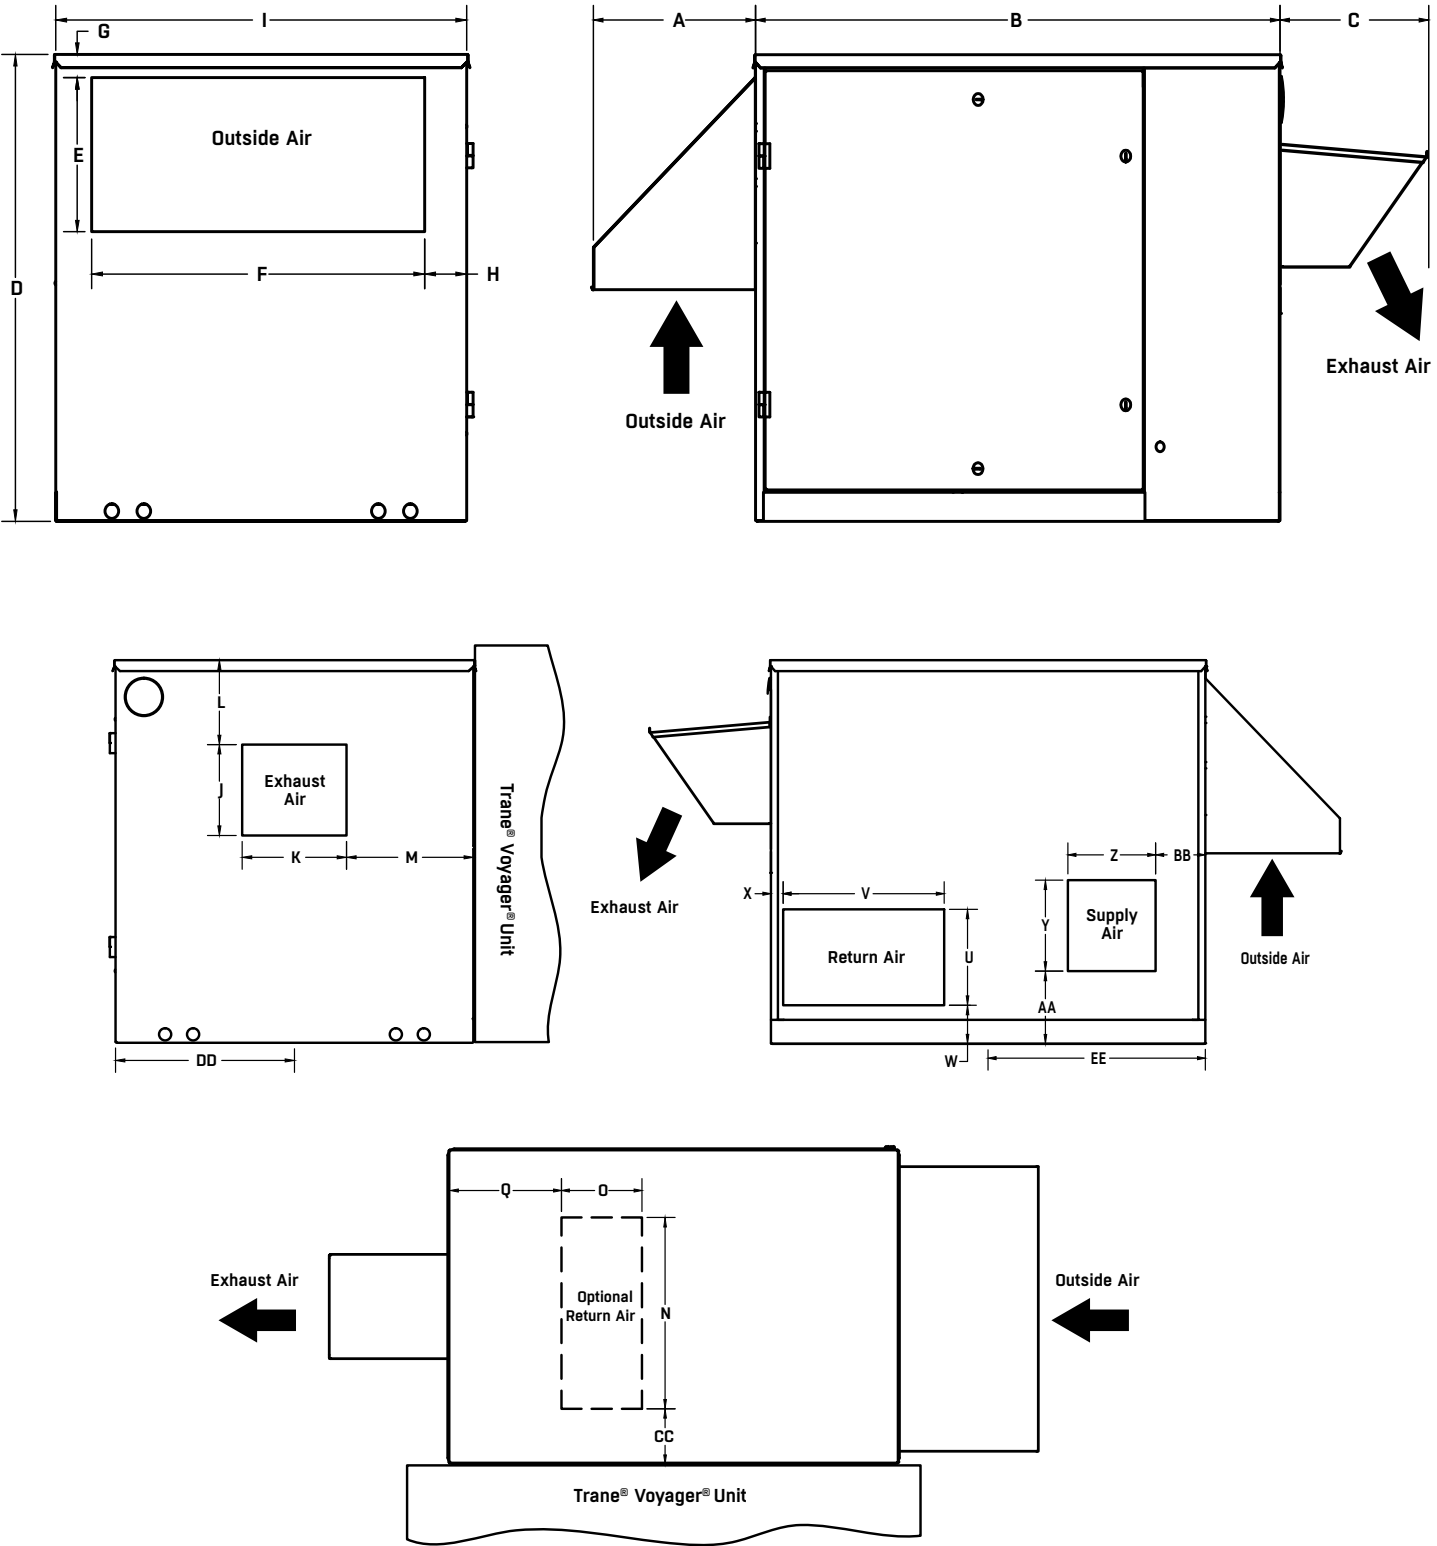 I
G
Outside Air
E
F
H
D
A
B
C
Outside Air
Exhaust Air
L
Exhaust
Air
J
K
M
DD
Trane® Voyager® Unit
Exhaust Air
X
V
Z
BB
Return Air
U
Supply
Air
Y
AA
W
EE
Outside Air
Q
O
Exhaust Air
Optional
Return Air
N
CC
Outside Air
Trane® Voyager® Unit